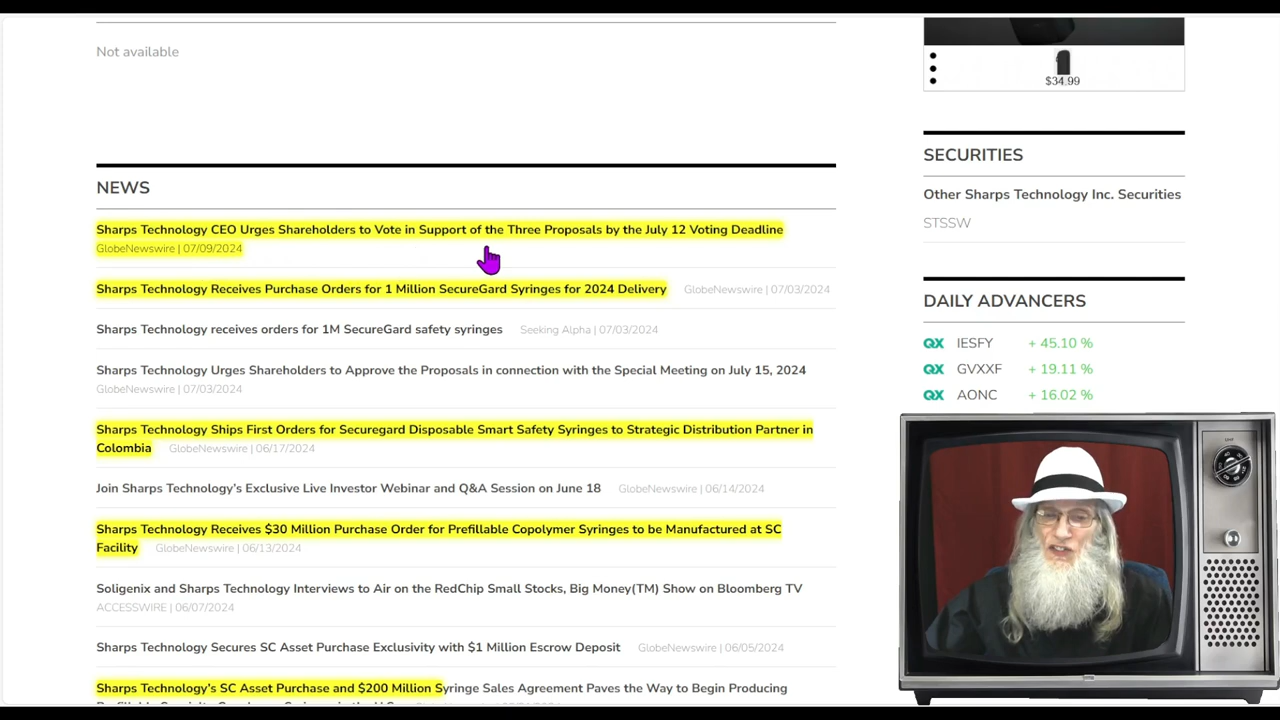 Not available
$34.99
NEWS
Sharps Technology CEO Urges Shareholders to Vote in Support of the Three Proposals by the July 12 Voting Deadline
GlobeNewswire | 07/09/2024
Sharps Technology Receives Purchase Orders for 1 Million SecureGard Syringes for 2024 Delivery GlobeNewswire | 07/03/2024
Sharps Technology receives orders for 1M SecureGard safety syringes Seeking Alpha | 07/03/2024
Sharps Technology Urges Shareholders to Approve the Proposals in connection with the Special Meeting on July 15, 2024
GlobeNewswire | 07/03/2024
Sharps Technology Ships First Orders for Securegard Disposable Smart Safety Syringes to Strategic Distribution Partner in
Colombia GlobeNewswire | 06/17/2024
Join Sharps Technology’s Exclusive Live Investor Webinar and Q&A Session on June 18 GlobeNewswire | 06/14/2024
Sharps Technology Receives $30 Million Purchase Order for Prefillable Copolymer Syringes to be Manufactured at SC
Facility GlobeNewswire | 06/13/2024
Soligenix and Sharps Technology Interviews to Air on the RedChip Small Stocks, Big Money(TM) Show on Bloomberg TV
ACCESSWIRE | 06/07/2024
Sharps Technology Secures SC Asset Purchase Exclusivity with $1 Million Escrow Deposit GlobeNewswire | 06/05/2024
Sharps Technology’s SC Asset Purchase and $200 Million Syringe Sales Agreement Paves the Way to Begin Producing
SECURITIES
Other Sharps Technology Inc. Securities
STSSW
DAILY ADVANCERS
QX IESFY + 45.10 %
QX GVXXF + 19.11 %
QX AONC + 16.02 %